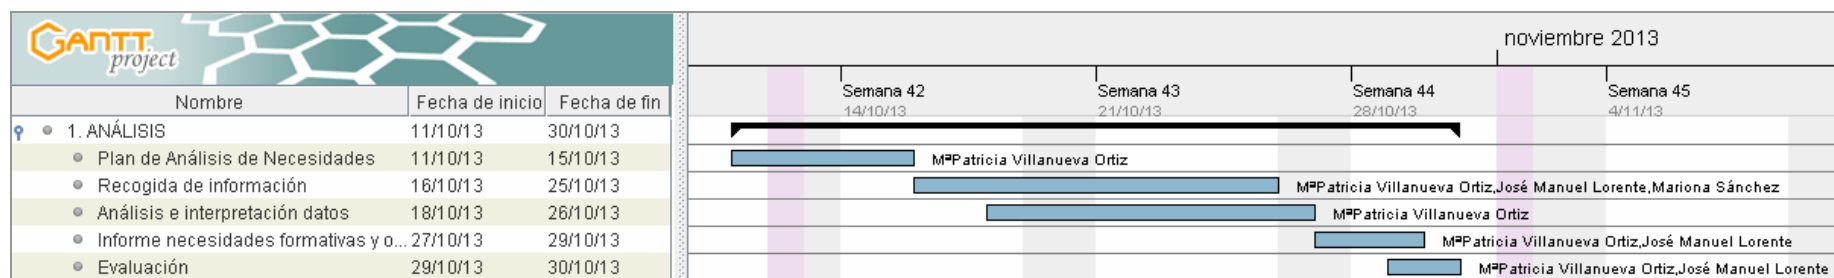 GANTT
project
noviembre 2013
Semana 42 Semana 43 Semana 44 Semana 45
14/10/13 21/10/13 28/10/13 4/11/13
Nombre Fecha de inicio Fecha de fin
1. ANÁLISIS 11/10/13 30/10/13
Plan de Análisis de Necesidades 11/10/13 15/10/13 MªPatricia Villanueva Ortiz
Recogida de información 16/10/13 25/10/13 MªPatricia Villanueva Ortiz,José Manuel Lorente,Mariona Sánchez
Análisis e interpretación datos 18/10/13 26/10/13 MªPatricia Villanueva Ortiz
Informe necesidades formativas y o... 27/10/13 29/10/13 MªPatricia Villanueva Ortiz,José Manuel Lorente
Evaluación 29/10/13 30/10/13 MªPatricia Villanueva Ortiz,José Manuel Lorente